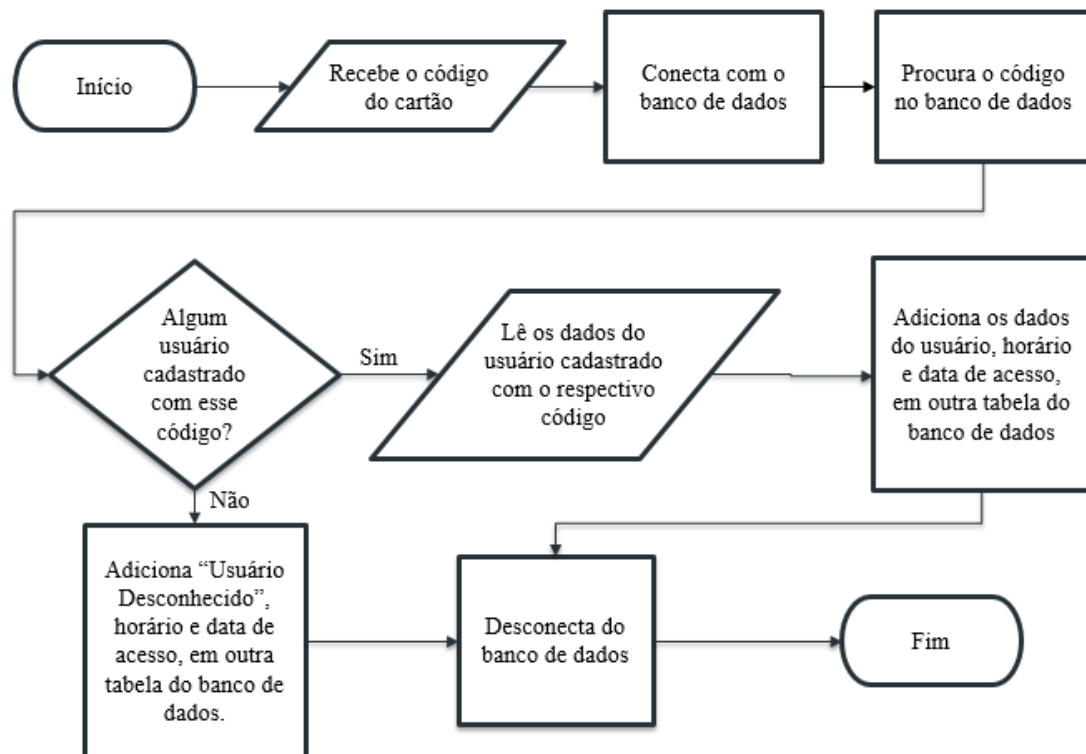 Início
Recebe o código
do cartão
Conecta com o
banco de dados
Procura o código
no banco de dados
Algum
usuário
cadastrado
com esse
código?
Sim
Lê os dados do
usuário cadastrado
com o respectivo
código
Adiciona os dados
do usuário, horário
e data de acesso,
em outra tabela do
banco de dados
Não
Adiciona “Usuário
Desconhecido”,
horário e data de
acesso, em outra
tabela do banco de
dados.
Desconecta do
banco de dados
Fim